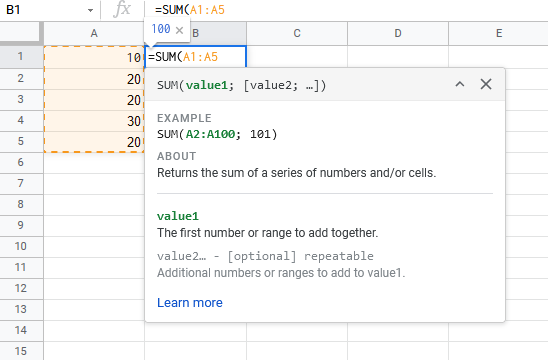 B1 fx =SUM(A1:A5
100 ×
A B C D E
1 10 =SUM(A1:A5
2 20
3 20
4 30
5 20
6
7
8
9
10
11
12
13
14
15
SUM(value1; [value2; …])
EXAMPLE
SUM(A2:A100; 101)
ABOUT
Returns the sum of a series of numbers and/or cells.
value1
The first number or range to add together.
value2… - [optional] repeatable
Additional numbers or ranges to add to value1.
Learn more